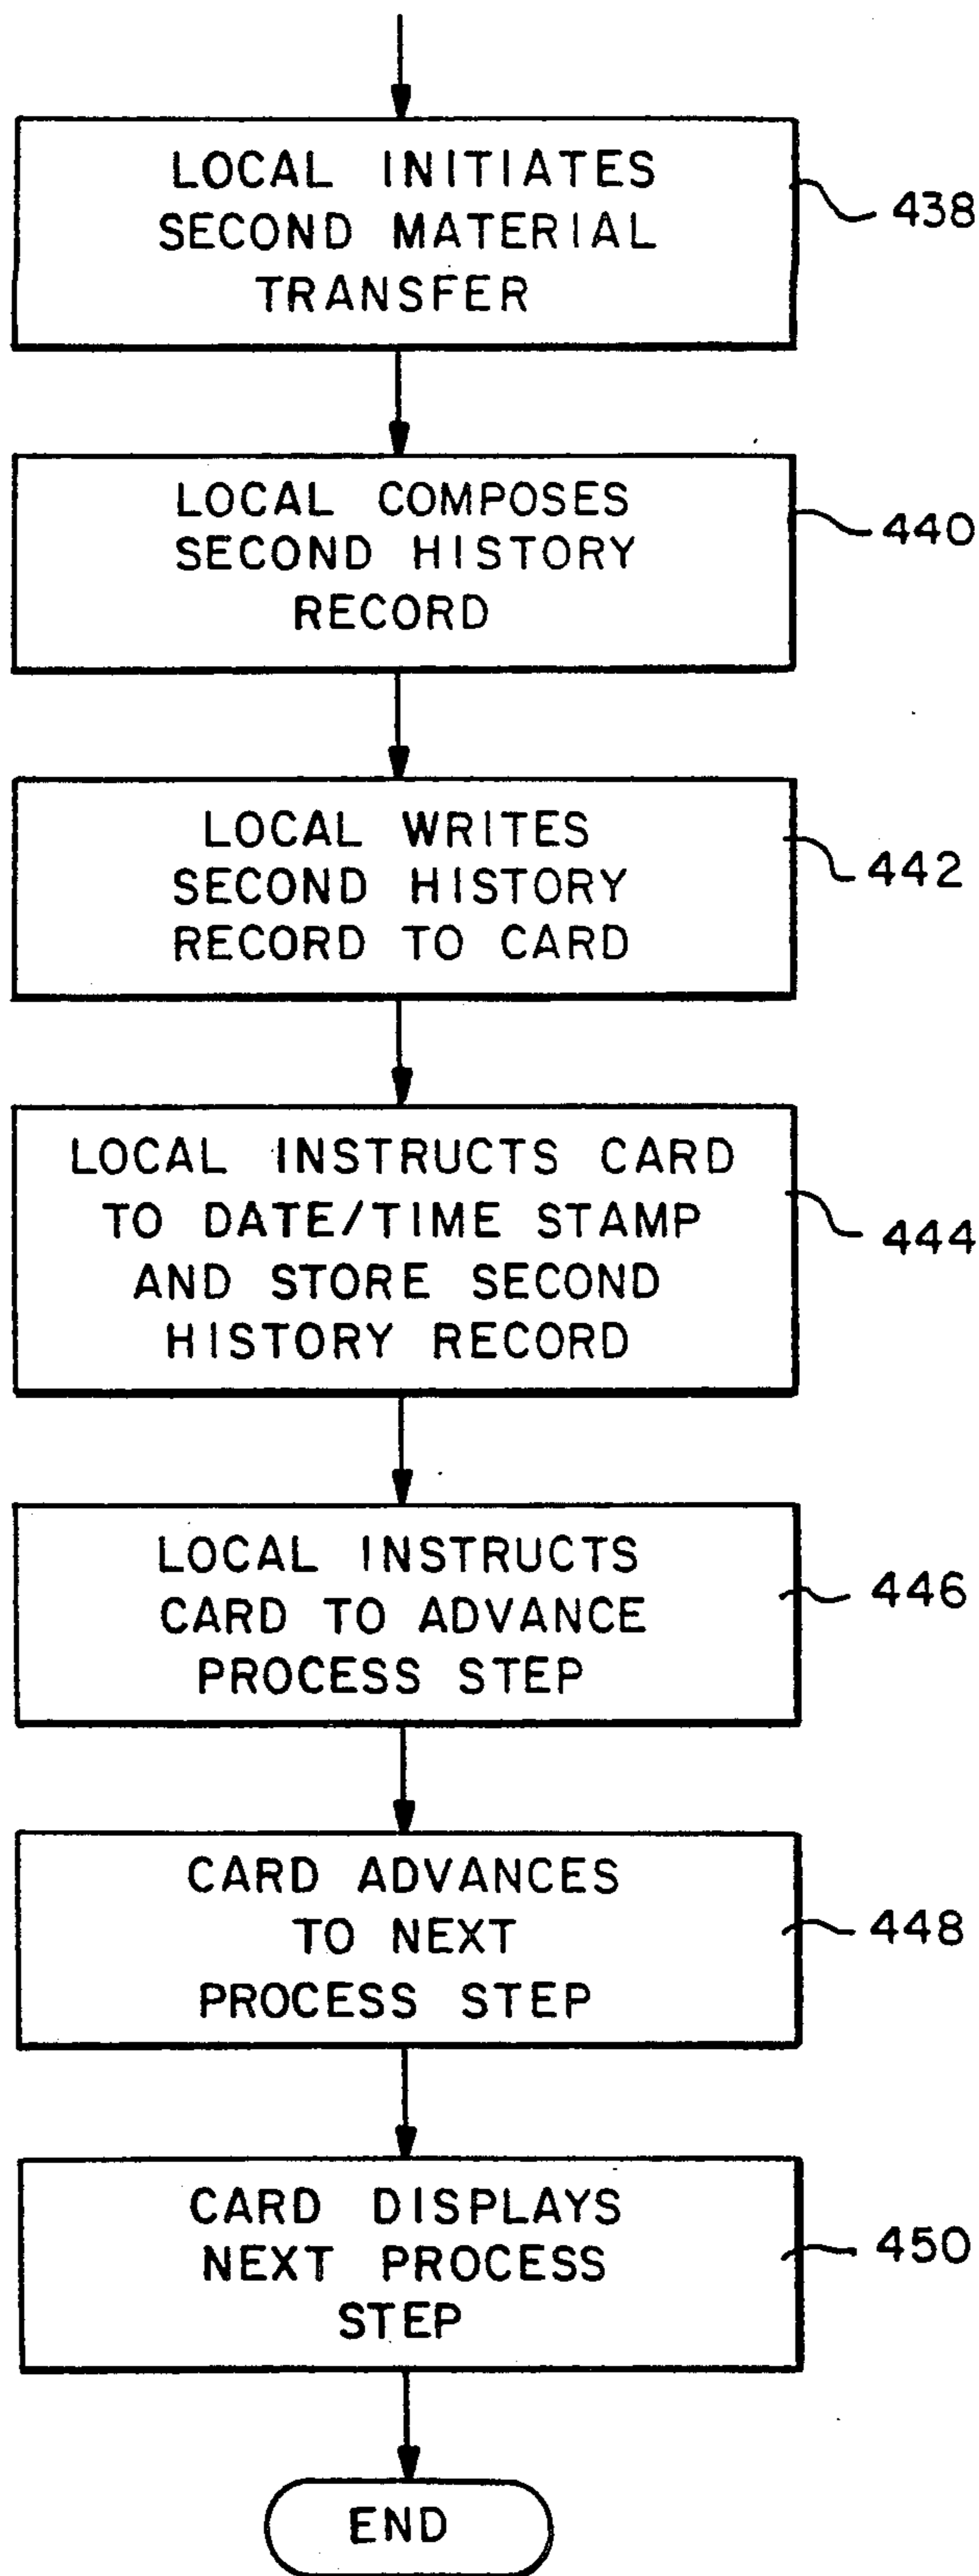 LOCAL INITIATES
SECOND MATERIAL
TRANSFER
438
LOCAL COMPOSES
SECOND HISTORY
RECORD
440
LOCAL WRITES
SECOND HISTORY
RECORD TO CARD
442
LOCAL INSTRUCTS CARD
TO DATE/TIME STAMP
AND STORE SECOND
HISTORY RECORD
444
LOCAL INSTRUCTS
CARD TO ADVANCE
PROCESS STEP
446
CARD ADVANCES
TO NEXT
PROCESS STEP
448
CARD DISPLAYS
NEXT PROCESS
STEP
450
END